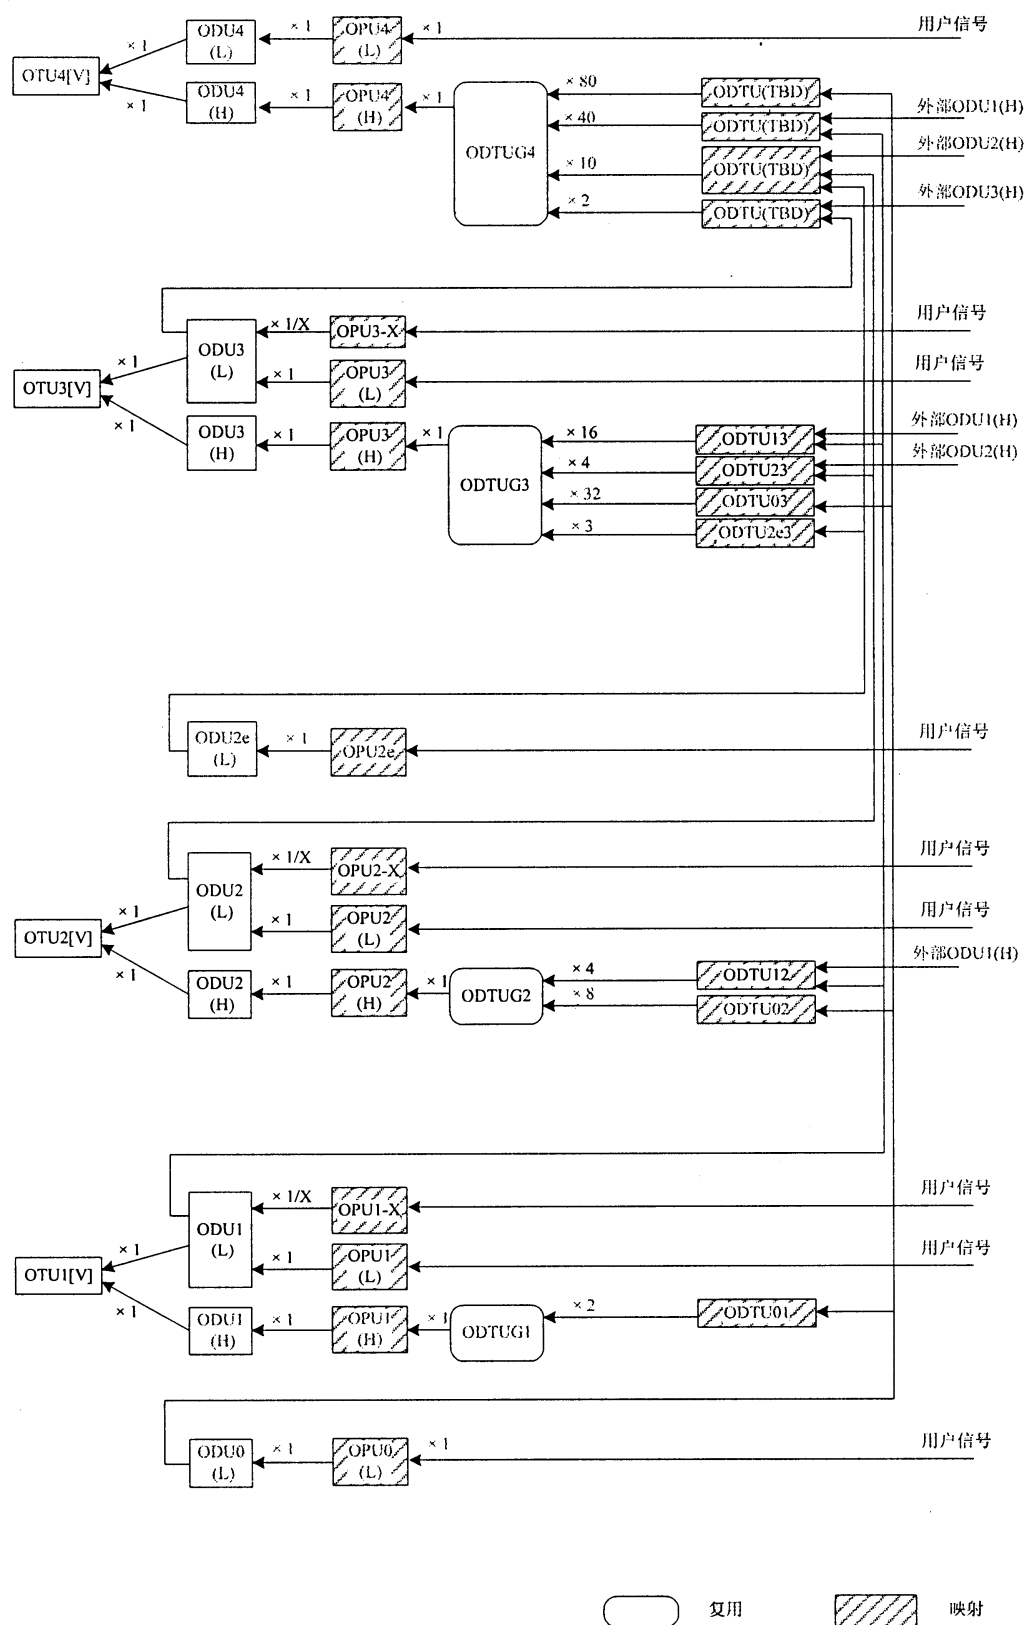 ODU4 × 1 OPU4 × 1 用户信号
(L) (L)
× 1
OTU4[V]
× 1
ODU4 × 1 OPU4 × 1
(H) (H)
ODTUG4
× 80 ODTU(TBD)
外部ODU1(H)
× 40 ODTU(TBD)
外部ODU2(H)
× 10 ODTU(TBD)
外部ODU3(H)
× 2 ODTU(TBD)
× 1/X OPU3-X 用户信号
ODU3
(L)
× 1
OTU3[V]
× 1 OPU3 用户信号
(L)
× 1
ODU3 × 1 OPU3 × 1
(H) (H)
ODTUG3
× 16 ODTU13 外部ODU1(H)
× 4 ODTU23 外部ODU2(H)
× 32 ODTU03
× 3 ODTU2e3
ODU2e × 1 OPU2e 用户信号
(L)
× 1/X OPU2-X 用户信号
ODU2
(L)
× 1
OTU2[V]
× 1 OPU2 用户信号
(L)
× 1
ODU2 × 1 OPU2 × 1
(H) (H)
ODTUG2
× 4 ODTU12 外部ODU1(H)
× 8 ODTU02
× 1/X OPU1-X 用户信号
ODU1
(L)
× 1
OTU1[V]
× 1 OPU1 用户信号
(L)
× 1
ODU1 × 1 OPU1 × 1
(H) (H)
ODTUG1
× 2 ODTU01
ODU0 × 1 OPU0 × 1 用户信号
(L) (L)
复用 映射